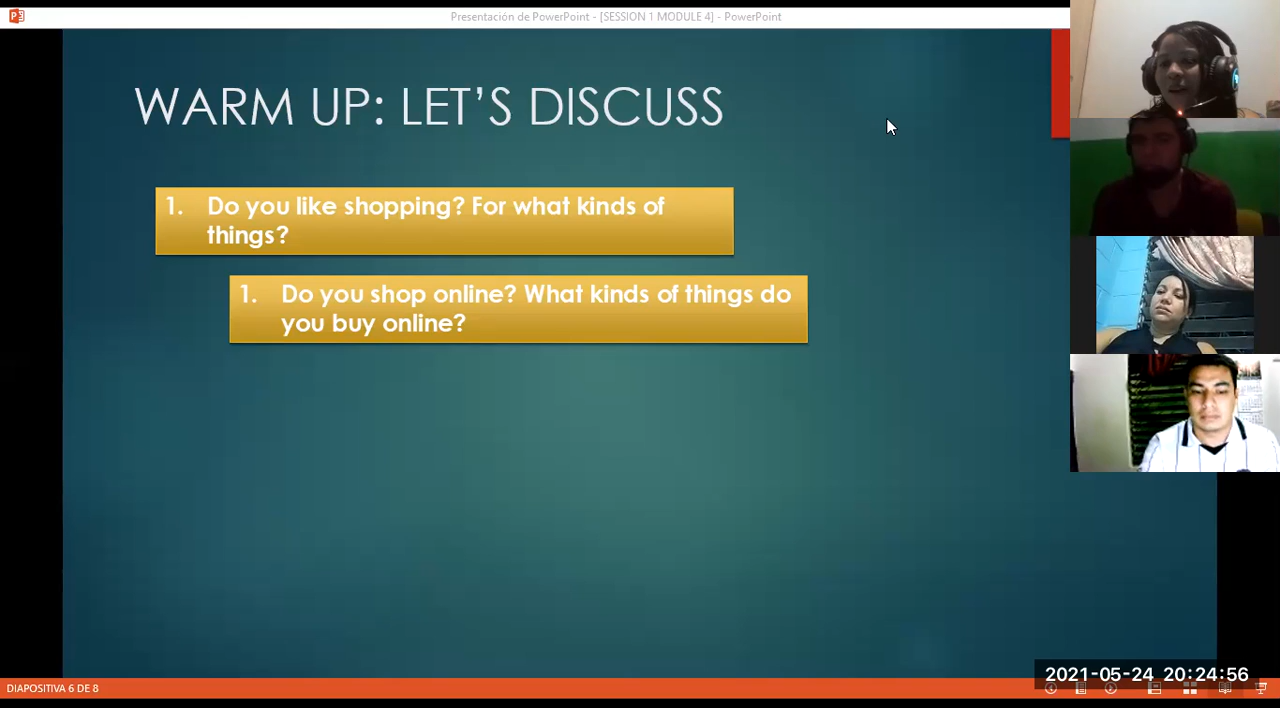 Presentación de PowerPoint - [SESSION 1 MODULE 4] - PowerPoint
WARM UP: LET'S DISCUSS
1. Do you like shopping? For what kinds of
things?
1. Do you shop online? What kinds of things do
you buy online?
2021-05-24 20:24:56
DIAPOSITIVA 6 DE 8